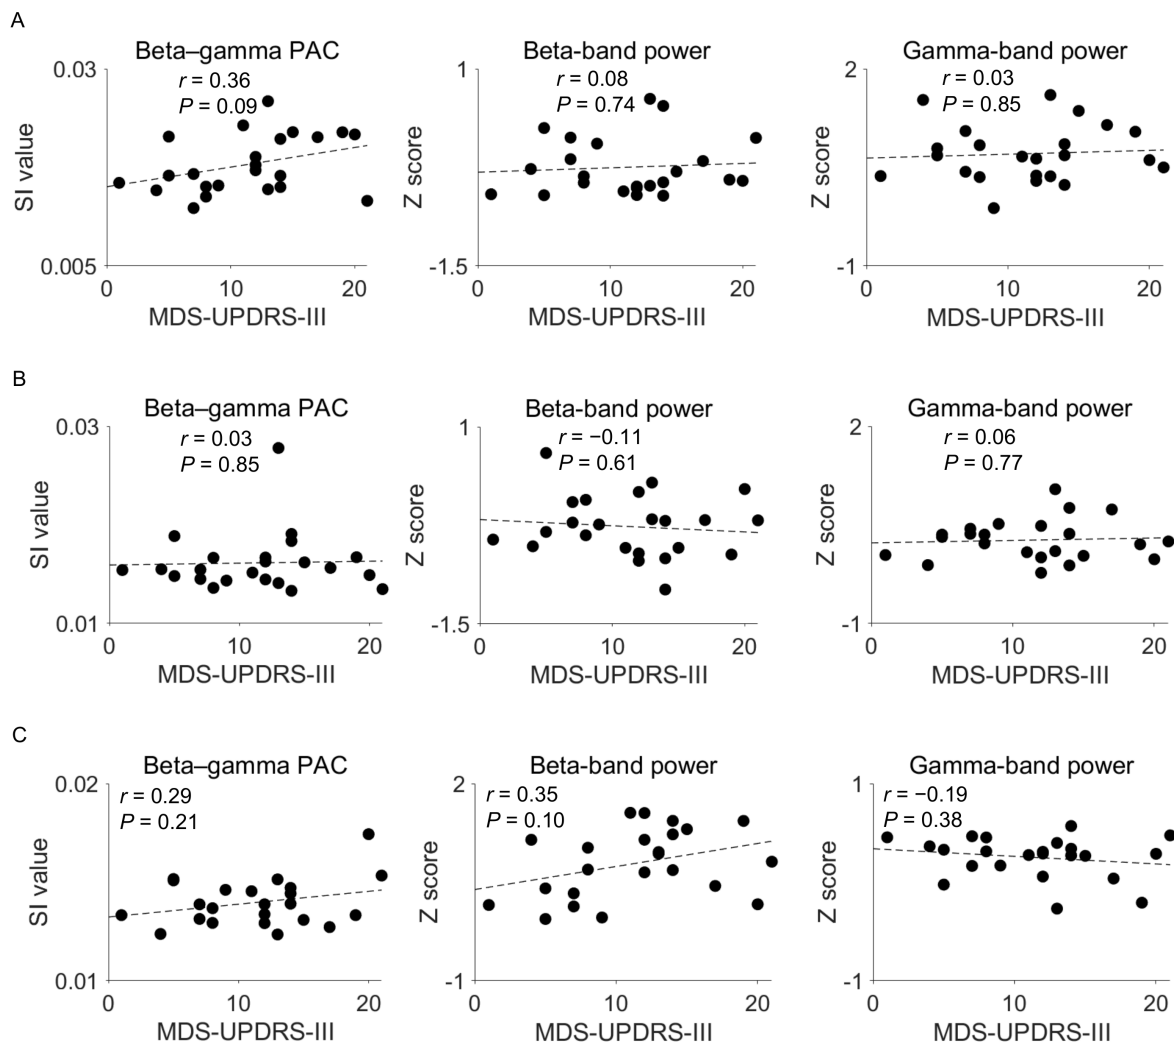 A
Beta–gamma PAC
r = 0.36
P = 0.09
0.03
0.005
SI value
0 10 20
MDS-UPDRS-III
Beta-band power
r = 0.08
P = 0.74
1
-1.5
Z score
0 10 20
MDS-UPDRS-III
Gamma-band power
r = 0.03
P = 0.85
2
-1
Z score
0 10 20
MDS-UPDRS-III
B
Beta–gamma PAC
r = 0.03
P = 0.85
0.03
0.01
SI value
0 10 20
MDS-UPDRS-III
Beta-band power
r = −0.11
P = 0.61
1
-1.5
Z score
0 10 20
MDS-UPDRS-III
Gamma-band power
r = 0.06
P = 0.77
2
-1
Z score
0 10 20
MDS-UPDRS-III
C
Beta–gamma PAC
r = 0.29
P = 0.21
0.02
0.01
SI value
0 10 20
MDS-UPDRS-III
Beta-band power
r = 0.35
P = 0.10
2
-1
Z score
0 10 20
MDS-UPDRS-III
Gamma-band power
r = −0.19
P = 0.38
1
-1
Z score
0 10 20
MDS-UPDRS-III